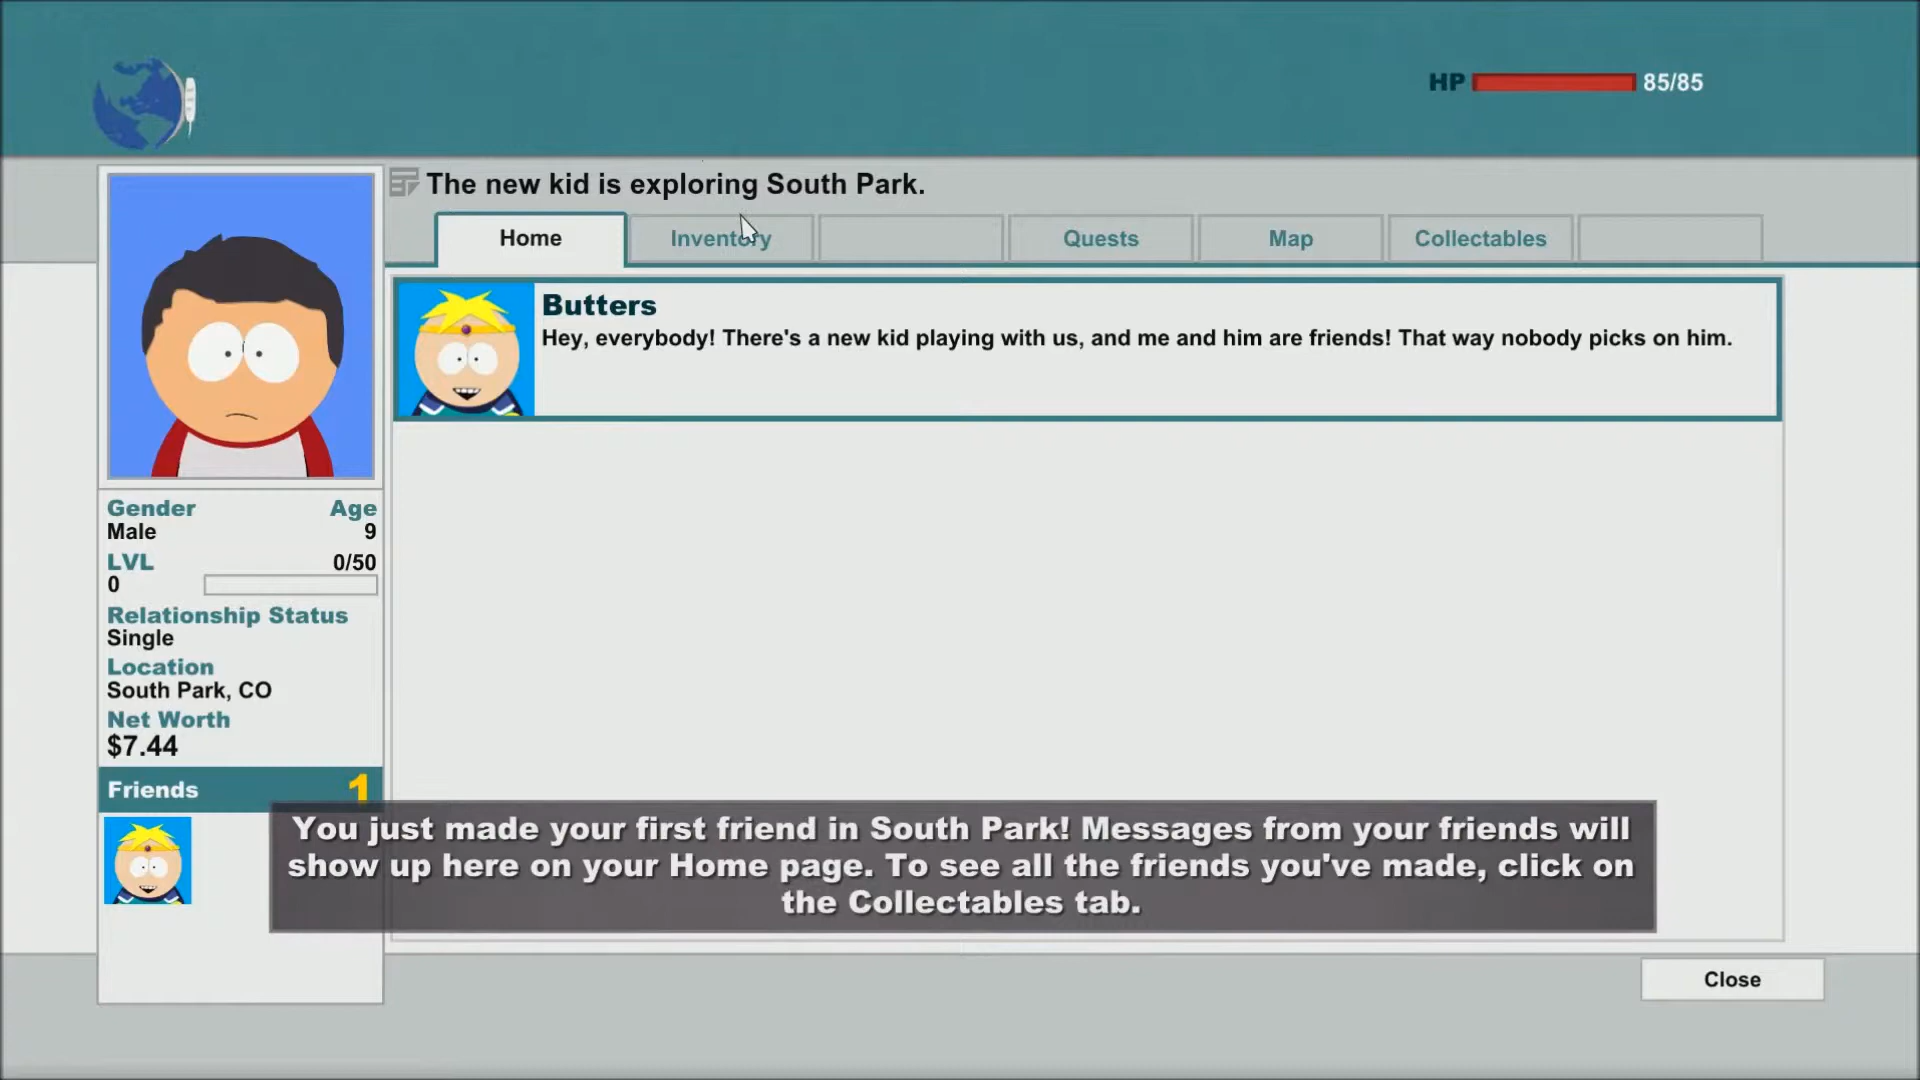 HP 85/85
The new kid is exploring South Park.
Home Inventory Quests Map Collectables
Butters
Hey, everybody! There's a new kid playing with us, and me and him are friends! That way nobody picks on him.
Gender Age
Male 9
LVL 0/50
0
Relationship Status
Single
Location
South Park, CO
Net Worth
$7.44
Friends 1
You just made your first friend in South Park! Messages from your friends will
show up here on your Home page. To see all the friends you've made, click on
the Collectables tab.
Close